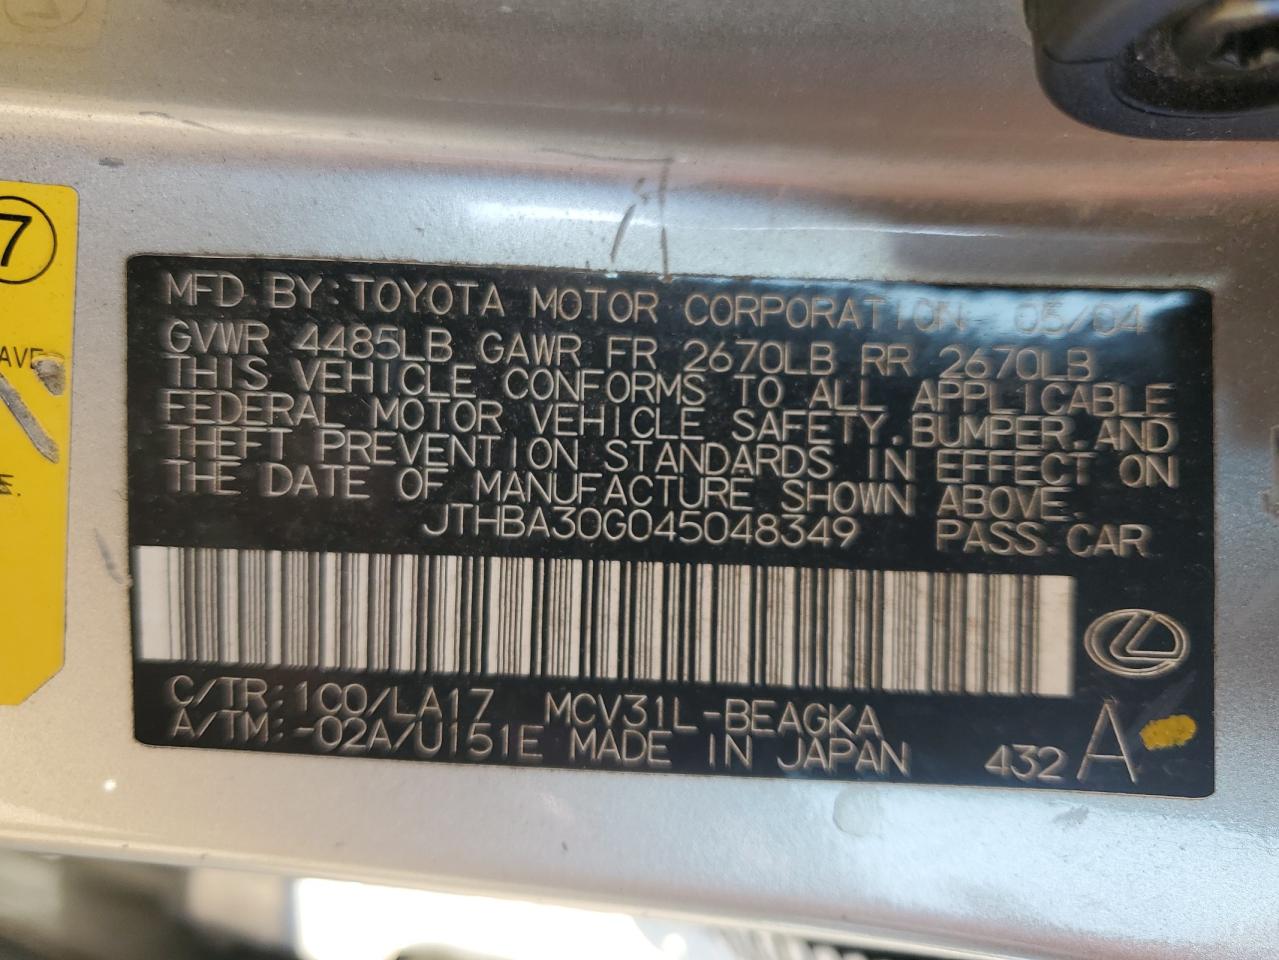 7
AVE
E.
MFD BY:TOYOTA MOTOR CORPORATION 05/04
GVWR 4485LB GAWR FR 2670LB RR 2670LB
THIS VEHICLE CONFORMS TO ALL APPLICABLE
FEDERAL MOTOR VEHICLE SAFETY,BUMPER,AND
THEFT PREVENTION STANDARDS IN EFFECT ON
THE DATE OF MANUFACTURE SHOWN ABOVE.
JTHBA30G045048349 PASS.CAR
C/TR:1C0/LA17 MCV31L-BEAGKA
A/TM:-02A/U151E MADE IN JAPAN 432 A